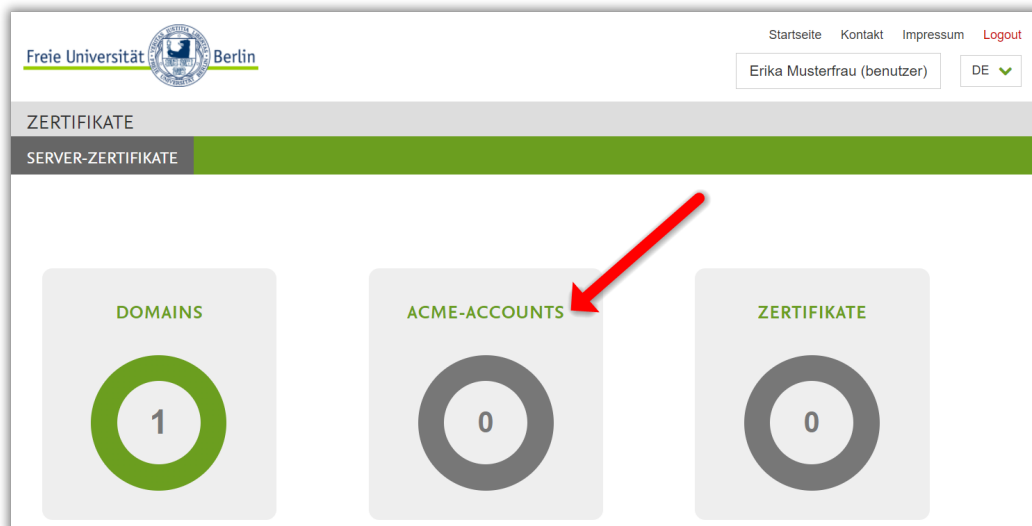 Startseite Kontakt Impressum Logout
Freie Universität Berlin
Erika Musterfrau (benutzer) DE
ZERTIFIKATE
SERVER-ZERTIFIKATE
DOMAINS ACME-ACCOUNTS ZERTIFIKATE
1 0 0